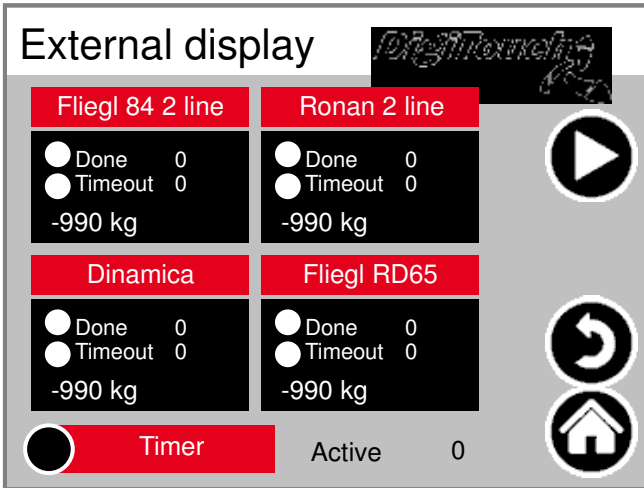 External display
DigiTouch
Fliegl 84 2 line
Done 0
Timeout 0
-990 kg
Ronan 2 line
Done 0
Timeout 0
-990 kg
Dinamica
Done 0
Timeout 0
-990 kg
Fliegl RD65
Done 0
Timeout 0
-990 kg
Timer
Active 0